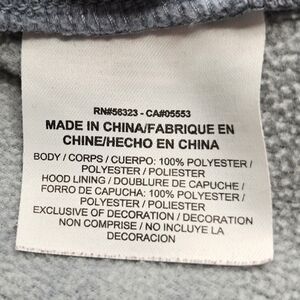 RN#56323 - CA#05553
MADE IN CHINA/FABRIQUE EN
CHINE/HECHO EN CHINA
BODY / CORPS / CUERPO: 100% POLYESTER /
POLYESTER / POLIESTER
HOOD LINING / DOUBLURE DE CAPUCHE /
FORRO DE CAPUCHA: 100% POLYESTER /
POLYESTER / POLIESTER
EXCLUSIVE OF DECORATION / DECORATION
NON COMPRISE / NO INCLUYE LA
DECORACION